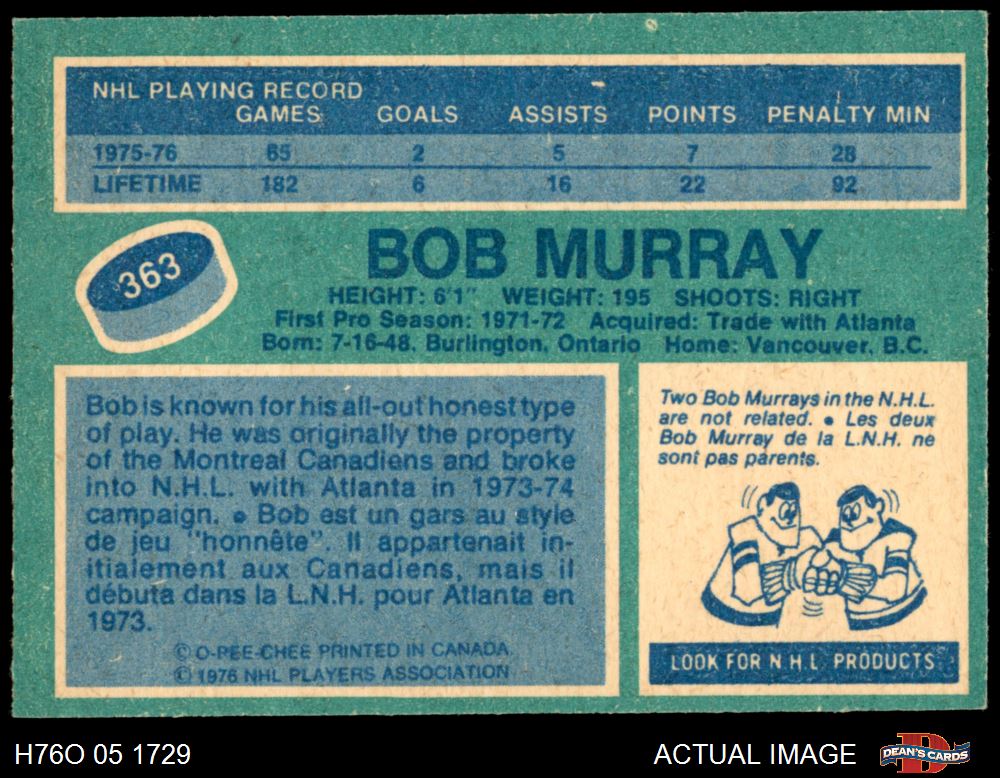 NHL PLAYING RECORD
GAMES GOALS ASSISTS POINTS PENALTY MIN
1975-76 65 2 5 7 28
LIFETIME 182 6 16 22 92
363
BOB MURRAY
HEIGHT: 6'1" WEIGHT: 195 SHOOTS: RIGHT
First Pro Season: 1971-72 Acquired: Trade with Atlanta
Born: 7-16-48, Burlington, Ontario Home: Vancouver, B.C.
Bob is known for his all-out honest type
of play. He was originally the property
of the Montreal Canadiens and broke
into N.H.L. with Atlanta in 1973-74
campaign. • Bob est un gars au style
de jeu "honnête". Il appartenait in-
itialement aux Canadiens, mais il
débuta dans la L.N.H. pour Atlanta en
1973.
© O-PEE-CHEE PRINTED IN CANADA
© 1976 NHL PLAYERS ASSOCIATION
Two Bob Murrays in the N.H.L.
are not related. • Les deux
Bob Murray de la L.N.H. ne
sont pas parents.
LOOK FOR N.H.L. PRODUCTS
H76O 05 1729
ACTUAL IMAGE
D
DEAN'S CARDS